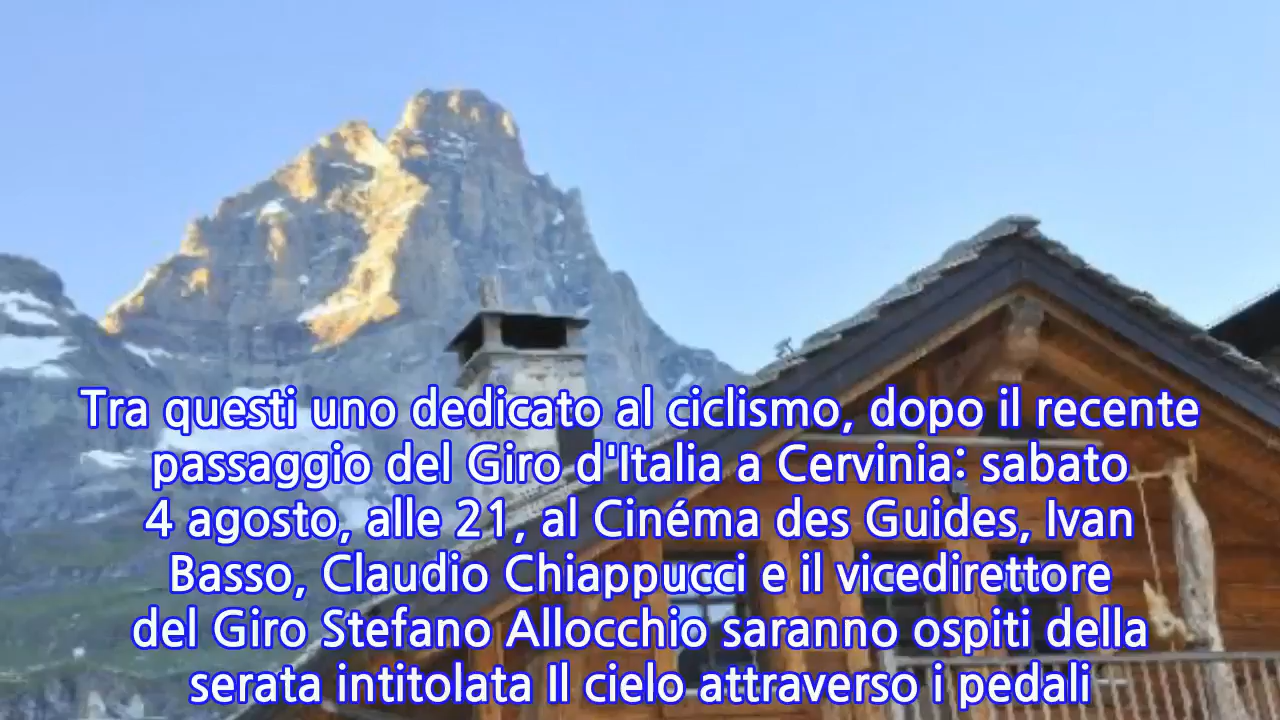 Tra questi uno dedicato al ciclismo, dopo il recente
passaggio del Giro d'Italia a Cervinia: sabato
4 agosto, alle 21, al Cinéma des Guides, Ivan
Basso, Claudio Chiappucci e il vicedirettore
del Giro Stefano Allocchio saranno ospiti della
serata intitolata Il cielo attraverso i pedali